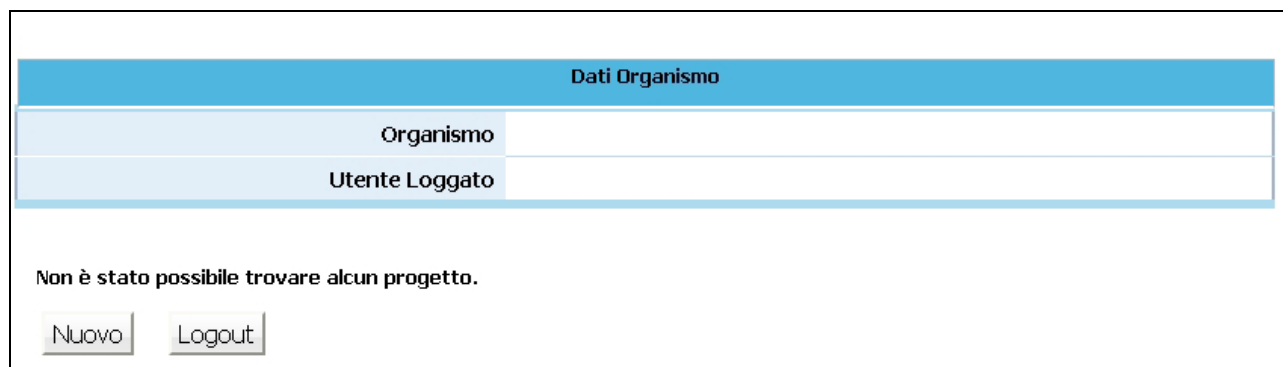 Dati Organismo
Organismo
Utente Loggato
Non è stato possibile trovare alcun progetto.
Nuovo Logout